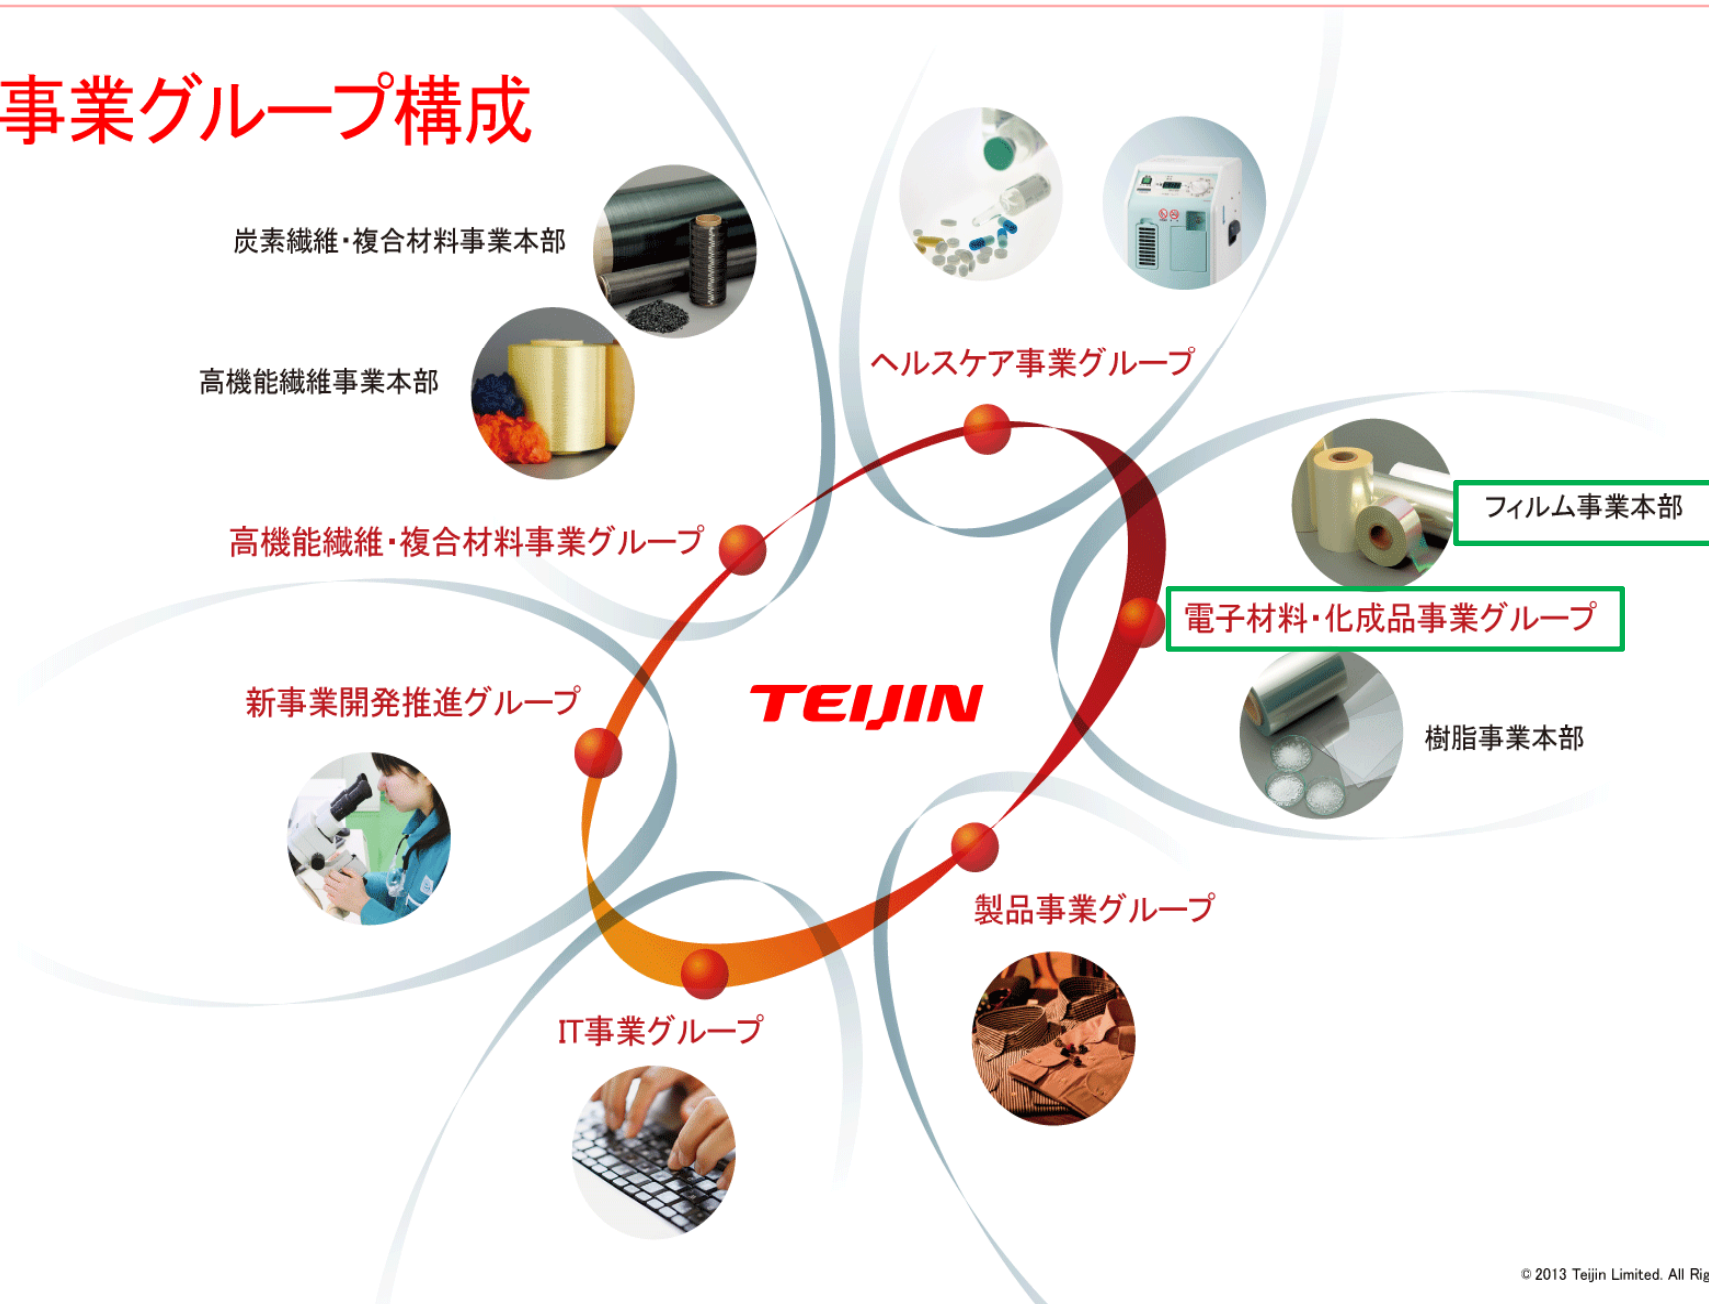 事業グループ構成
炭素繊維・複合材料事業本部
高機能繊維事業本部
高機能繊維・複合材料事業グループ
ヘルスケア事業グループ
フィルム事業本部
電子材料・化成品事業グループ
樹脂事業本部
新事業開発推進グループ
TEIJIN
製品事業グループ
IT事業グループ
© 2013 Teijin Limited. All Rig